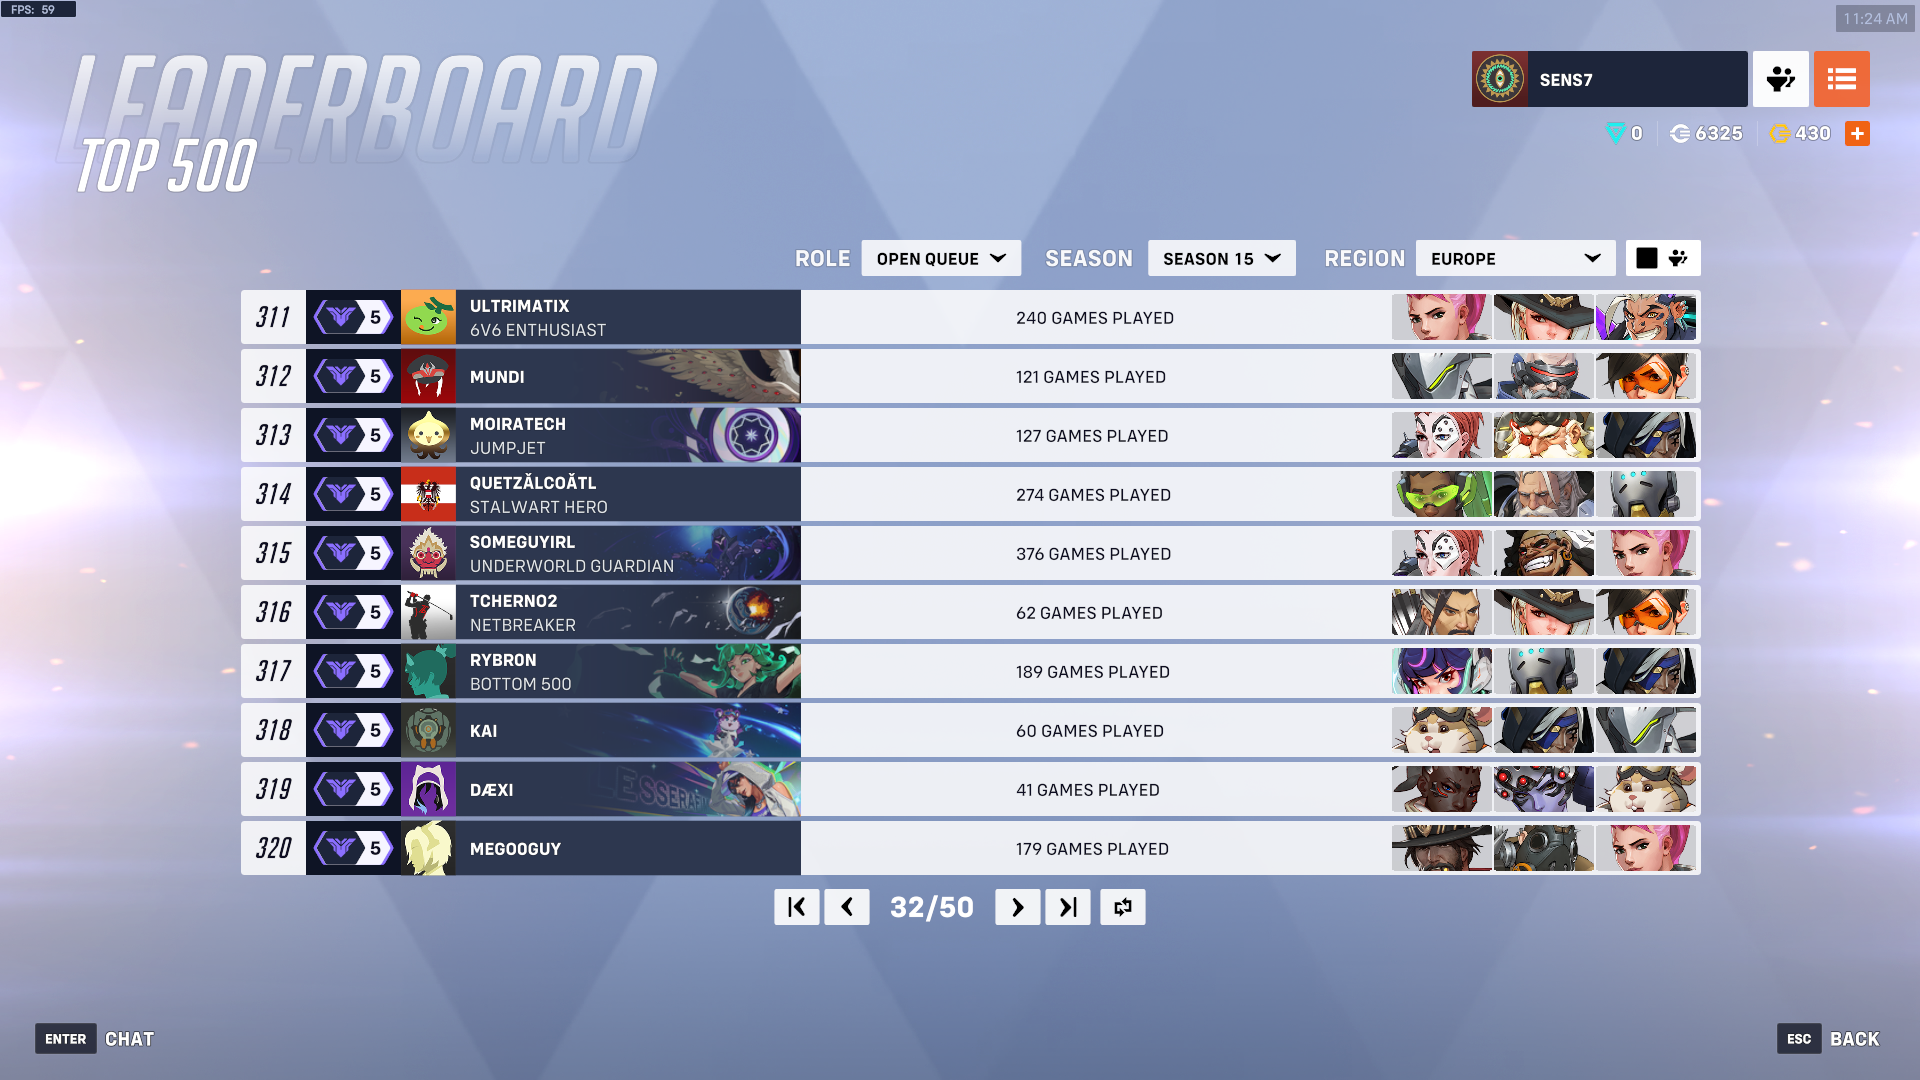 FPS: 59
11:24 AM
LEADERBOARD
TOP 500
SENS7
0 6325 430
ROLE OPEN QUEUE SEASON SEASON 15 REGION EUROPE
311 5 ULTRIMATIX 240 GAMES PLAYED
6V6 ENTHUSIAST
312 5 MUNDI 121 GAMES PLAYED
313 5 MOIRATECH 127 GAMES PLAYED
JUMPJET
314 5 QUETZĂLCOĂTL 274 GAMES PLAYED
STALWART HERO
315 5 SOMEGUYIRL 376 GAMES PLAYED
UNDERWORLD GUARDIAN
316 5 TCHERNO2 62 GAMES PLAYED
NETBREAKER
317 5 RYBRON 189 GAMES PLAYED
BOTTOM 500
318 5 KAI 60 GAMES PLAYED
319 5 DÆXI LE SSERAFIM 41 GAMES PLAYED
320 5 MEGOOGUY 179 GAMES PLAYED
32/50
ENTER CHAT
ESC BACK